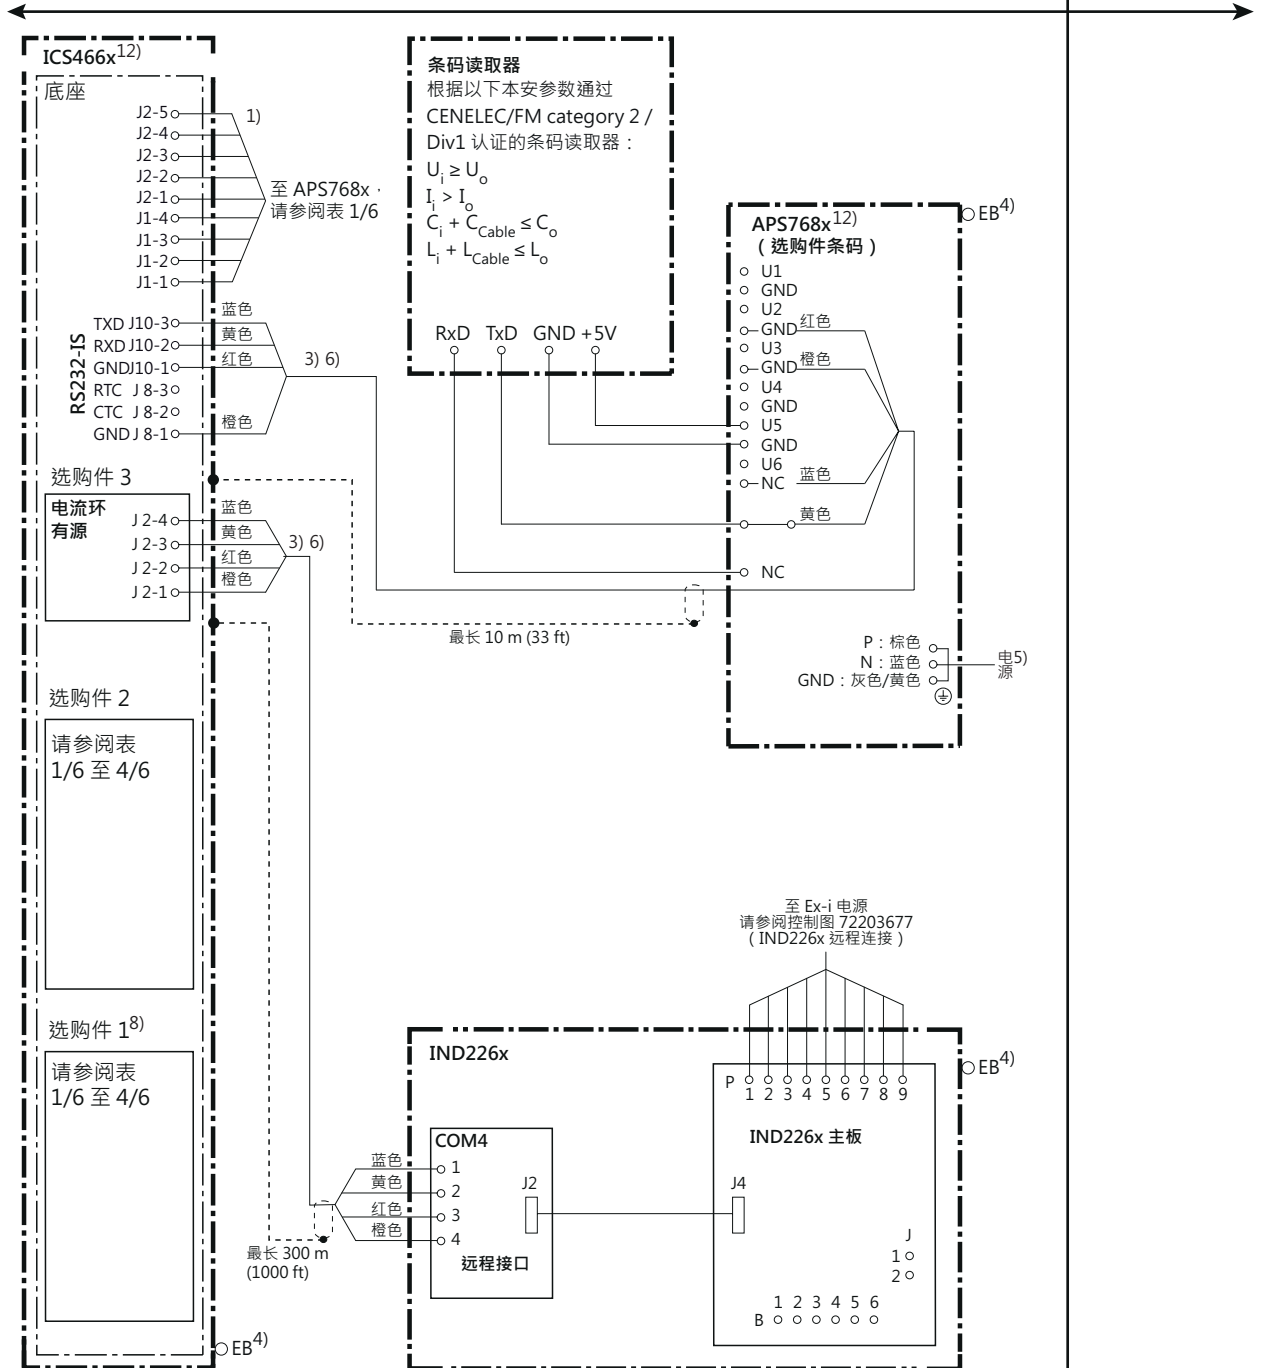 ICS466x12)
底座
J2-5
J2-4
J2-3
J2-2
J2-1
J1-4
J1-3
J1-2
J1-1
1)
至 APS768x,
请参阅表 1/6
RS232-IS
TXD J10-3
RXD J10-2
GNDJ10-1
RTC J 8-3
CTC J 8-2
GND J 8-1
蓝色
黄色
红色
橙色
3) 6)
选购件 3
电流环
有源
J 2-4
J 2-3
J 2-2
J 2-1
蓝色
黄色
红色
橙色
3) 6)
选购件 2
请参阅表
1/6 至 4/6
选购件 18)
请参阅表
1/6 至 4/6
EB4)
条码读取器
根据以下本安参数通过
CENELEC/FM category 2 /
Div1 认证的条码读取器:
Ui ≥ Uo
Ii > Io
Ci + CCable ≤ Co
Li + LCable ≤ Lo
RxD TxD GND +5V
最长 10 m (33 ft)
EB4)
APS768x12)
(选购件条码)
U1
GND
U2
GND
U3
GND
U4
GND
U5
GND
U6
NC
红色
橙色
蓝色
黄色
NC
P:棕色
N:蓝色
GND:灰色/黄色
电5)
源
至 Ex-i 电源
请参阅控制图 72203677
(IND226x 远程连接)
IND226x
EB4)
P
1 2 3 4 5 6 7 8 9
IND226x 主板
COM4
蓝色
黄色
红色
橙色
1
2
3
4
J2
J4
远程接口
最长 300 m
(1000 ft)
J
1
2
1 2 3 4 5 6
B